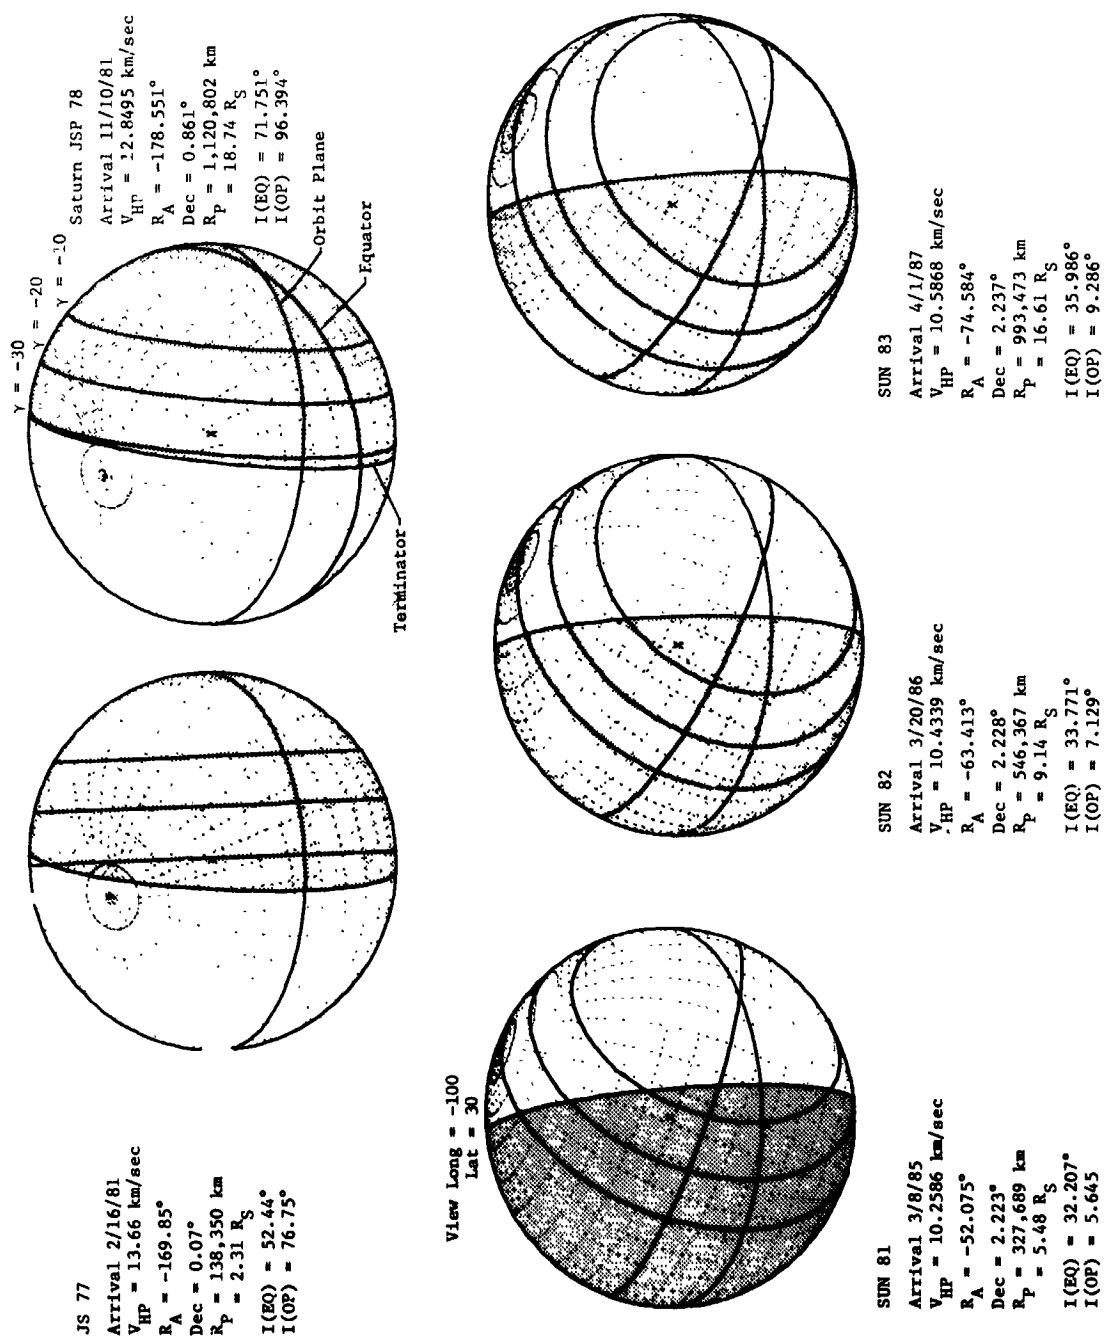 JS 77
Arrival 2/16/81
V_HP = 13.66 km/sec
R_A = -169.85°
Dec = 0.07°
R_P = 138,350 km
= 2.31 R_S
I(EQ) = 52.44°
I(OP) = 76.75°
γ = -30
γ = -20
γ = -10
Saturn JSP 78
Arrival 11/10/81
V_HP = 12.8495 km/sec
R_A = -178.551°
Dec = 0.861°
R_P = 1,120,802 km
= 18.74 R_S
I(EQ) = 71.751°
I(OP) = 96.394°
Orbit Plane
Equator
Terminator
View Long = -100
Lat = 30
SUN 81
Arrival 3/8/85
V_HP = 10.2586 km/sec
R_A = -52.075°
Dec = 2.223°
R_P = 327,689 km
= 5.48 R_S
I(EQ) = 32.207°
I(OP) = 5.645
SUN 82
Arrival 3/20/86
V_HP = 10.4339 km/sec
R_A = -63.413°
Dec = 2.228°
R_P = 546,367 km
= 9.14 R_S
I(EQ) = 33.771°
I(OP) = 7.129°
SUN 83
Arrival 4/1/87
V_HP = 10.5868 km/sec
R_A = -74.584°
Dec = 2.237°
R_P = 993,473 km
= 16.61 R_S
I(EQ) = 35.986°
I(OP) = 9.286°